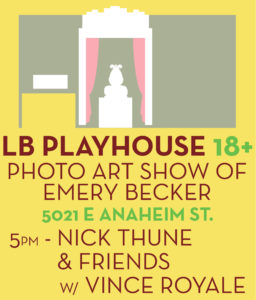 LB PLAYHOUSE 18+
PHOTO ART SHOW OF
EMERY BECKER
5021 E ANAHEIM ST.
5PM - NICK THUNE
& FRIENDS
W/ VINCE ROYALE